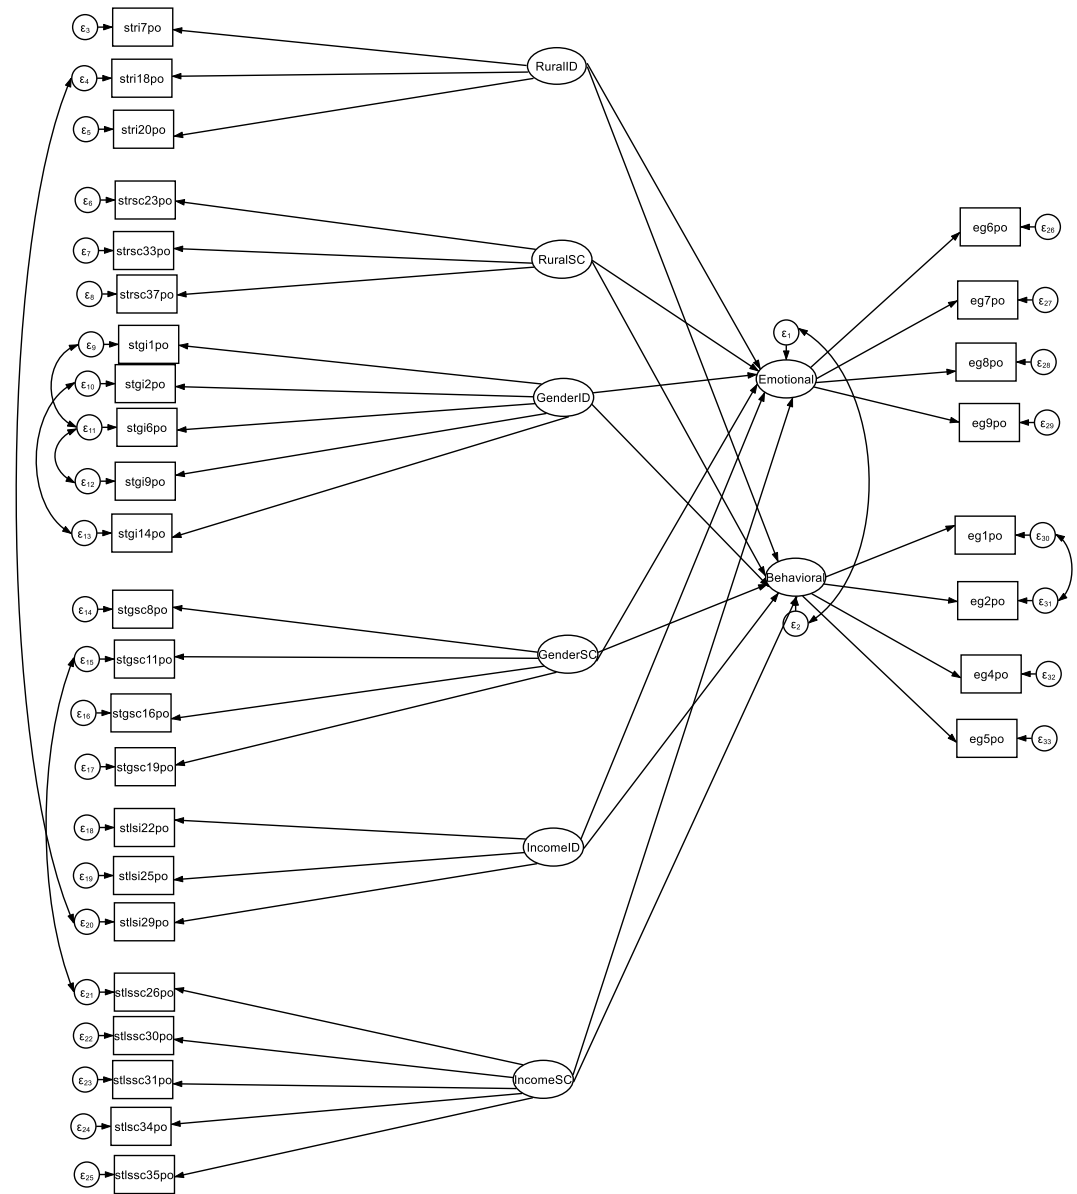 ε3 stri7po
ε4 stri18po
ε5 stri20po
RuralID
ε6 strsc23po
ε7 strsc33po
ε8 strsc37po
RuralSC
ε9 stgi1po
ε10 stgi2po
ε11 stgi6po
ε12 stgi9po
ε13 stgi14po
GenderID
ε14 stgsc8po
ε15 stgsc11po
ε16 stgsc16po
ε17 stgsc19po
GenderSC
ε18 stlsi22po
ε19 stlsi25po
ε20 stlsi29po
IncomeID
ε21 stlssc26po
ε22 stlssc30po
ε23 stlssc31po
ε24 stlsc34po
ε25 stlssc35po
IncomeSC
ε1
Emotional
Behavioral
ε2
eg6po ε26
eg7po ε27
eg8po ε28
eg9po ε29
eg1po ε30
eg2po ε31
eg4po ε32
eg5po ε33